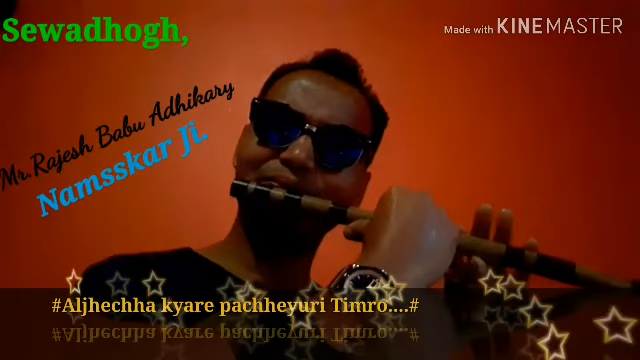 Sewadhogh,
Made with KINEMASTER
Mr.Rajesh Babu Adhikary
Namsskar Ji.
#Aljhechha kyare pachheyuri Timro....#